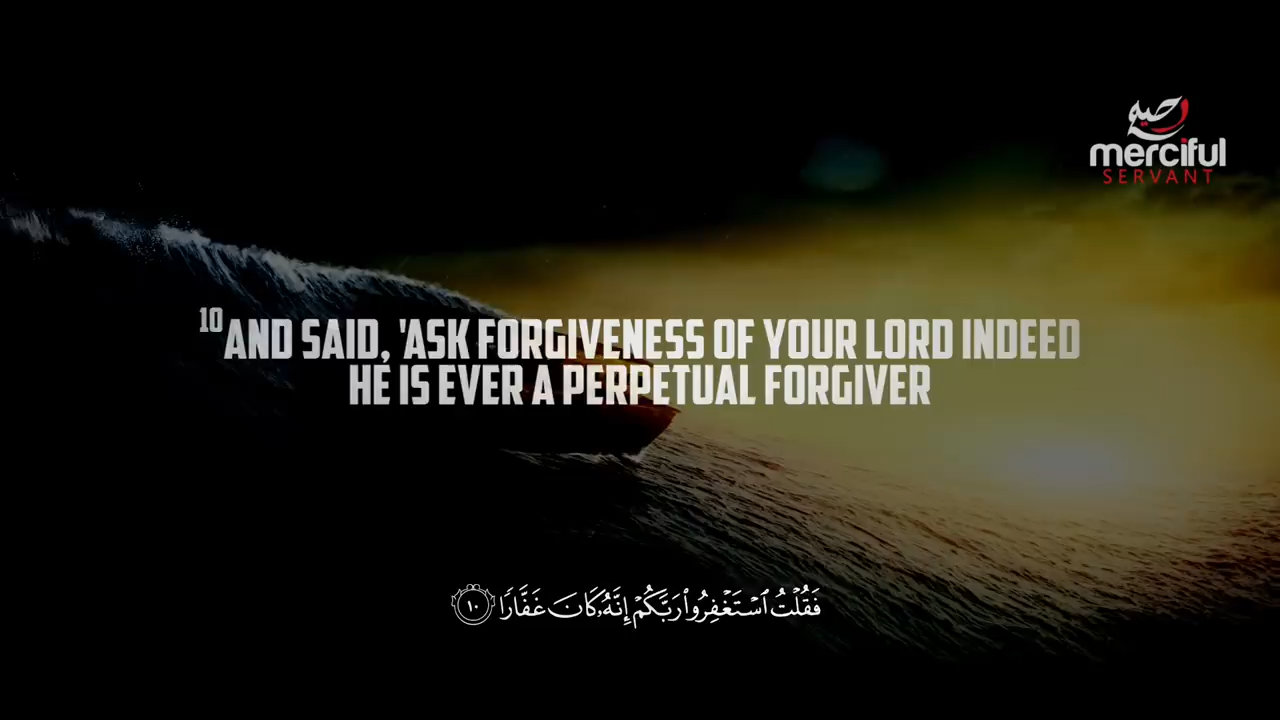 رحيم
merciful
SERVANT
10 AND SAID, 'ASK FORGIVENESS OF YOUR LORD INDEED
HE IS EVER A PERPETUAL FORGIVER
فَقُلْتُ ٱسْتَغْفِرُوا۟ رَبَّكُمْ إِنَّهُۥ كَانَ غَفَّارًا ١٠